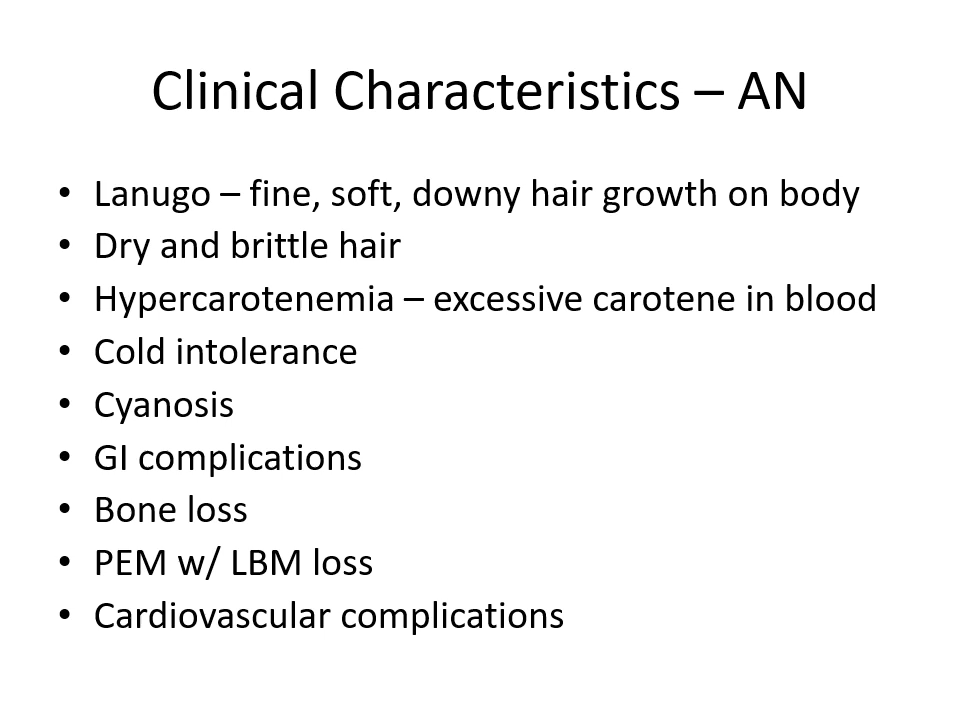 Clinical Characteristics – AN
• Lanugo – fine, soft, downy hair growth on body
• Dry and brittle hair
• Hypercarotenemia – excessive carotene in blood
• Cold intolerance
• Cyanosis
• GI complications
• Bone loss
• PEM w/ LBM loss
• Cardiovascular complications